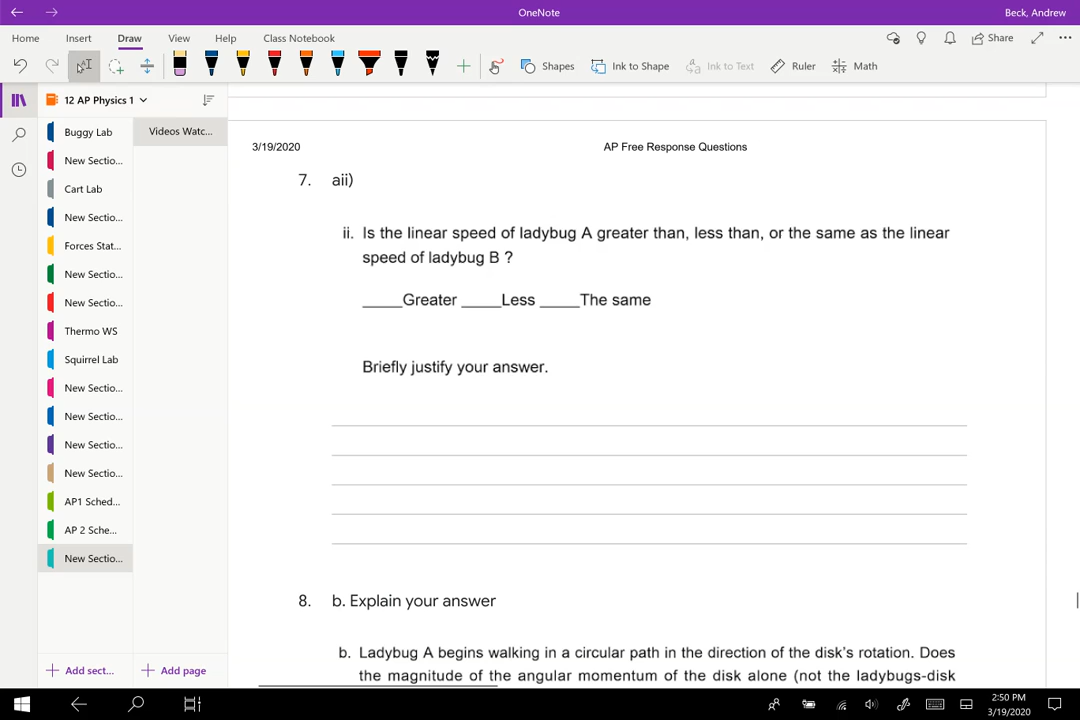 OneNote
Beck, Andrew
Home Insert Draw View Help Class Notebook
Share
Shapes Ink to Shape Ink to Text Ruler Math
12 AP Physics 1
Buggy Lab
New Sectio...
Cart Lab
New Sectio...
Forces Stat...
New Sectio...
New Sectio...
Thermo WS
Squirrel Lab
New Sectio...
New Sectio...
New Sectio...
New Sectio...
AP1 Sched...
AP 2 Sche...
New Sectio...
Add sect...
Videos Watc...
Add page
3/19/2020 AP Free Response Questions
7. aii)
ii. Is the linear speed of ladybug A greater than, less than, or the same as the linear
speed of ladybug B ?
_____Greater _____Less _____The same
Briefly justify your answer.
8. b. Explain your answer
b. Ladybug A begins walking in a circular path in the direction of the disk's rotation. Does
the magnitude of the angular momentum of the disk alone (not the ladybugs-disk
2:50 PM
3/19/2020